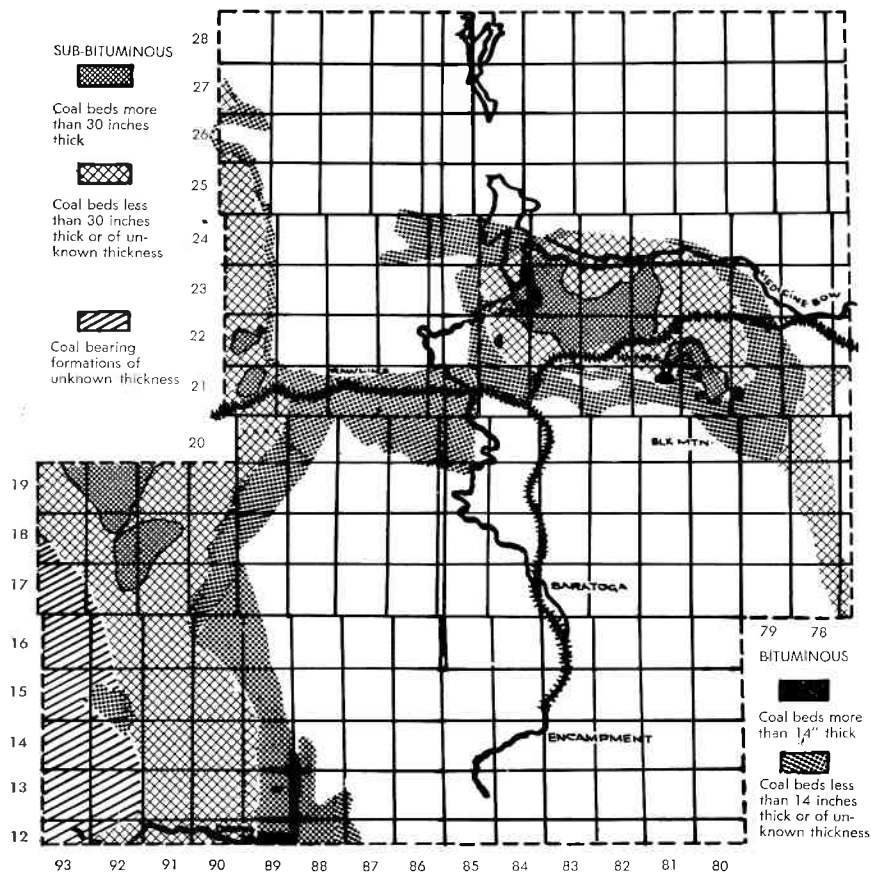 SUB-BITUMINOUS
Coal beds more
than 30 inches
thick
Coal beds less
than 30 inches
thick or of un-
known thickness
Coal bearing
formations of
unknown thickness
28
27
26
25
24
23
22
21
20
19
18
17
16
15
14
13
12
93
92
91
90
89
88
87
86
85
84
83
82
81
80
79
78
MEDICINE BOW
RAWLINS
HANNA
ELK MTN.
SARATOGA
ENCAMPMENT
BITUMINOUS
Coal beds more
than 14" thick
Coal beds less
than 14 inches
thick or of un-
known thickness